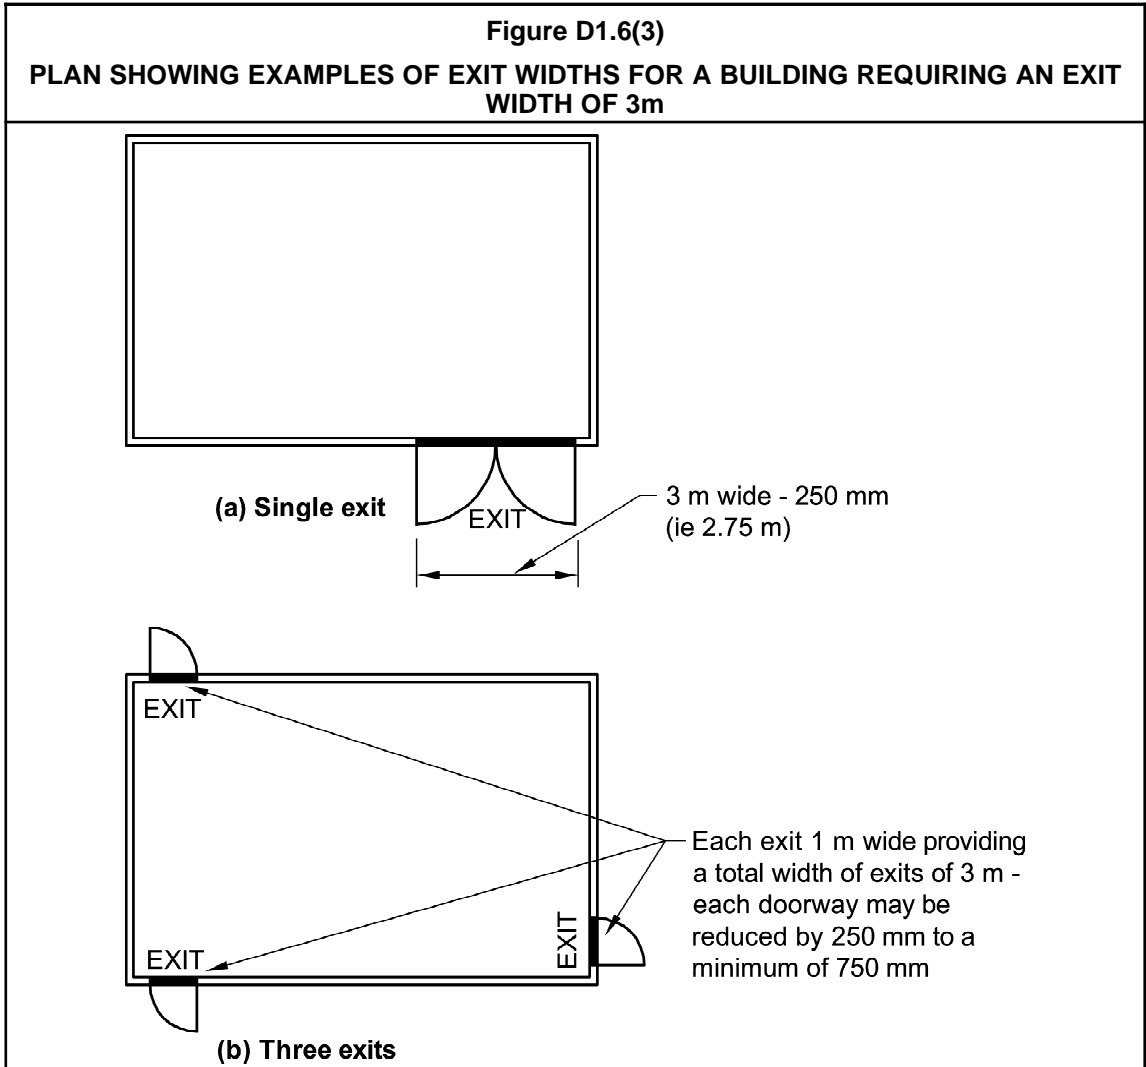 Figure D1.6(3)
PLAN SHOWING EXAMPLES OF EXIT WIDTHS FOR A BUILDING REQUIRING AN EXIT
WIDTH OF 3m
(a) Single exit
EXIT
3 m wide - 250 mm
(ie 2.75 m)
EXIT
EXIT
EXIT
Each exit 1 m wide providing
a total width of exits of 3 m -
each doorway may be
reduced by 250 mm to a
minimum of 750 mm
(b) Three exits